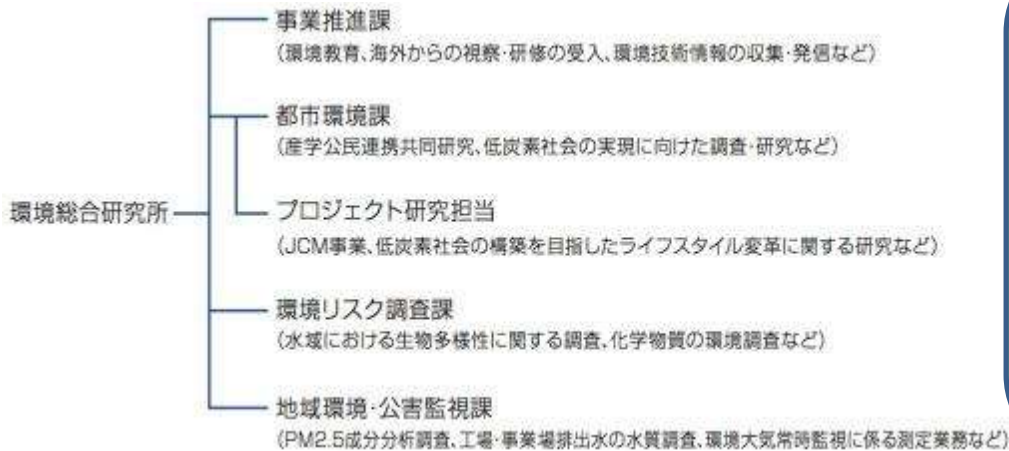 事業推進課
(環境教育、海外からの視察・研修の受入、環境技術情報の収集・発信など)
都市環境課
(産学公民連携共同研究、低炭素社会の実現に向けた調査・研究など)
環境総合研究所
プロジェクト研究担当
(JCM事業、低炭素社会の構築を目指したライフスタイル変革に関する研究など)
環境リスク調査課
(水域における生物多様性に関する調査、化学物質の環境調査など)
地域環境・公害監視課
(PM2.5成分分析調査、工場・事業場排出水の水質調査、環境大気常時監視に係る測定業務など)